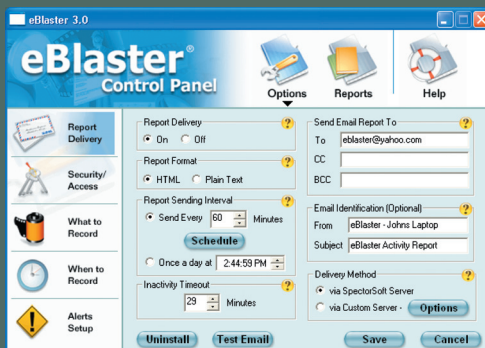 eBlaster 3.0
eBlaster®
Control Panel
Options
Reports
Help
Report Delivery
Security/ Access
What to Record
When to Record
Alerts Setup
Report Delivery
On Off
Report Format
HTML Plain Text
Report Sending Interval
Send Every 60 Minutes
Schedule
Once a day at 2:44:59 PM
Inactivity Timeout
29 Minutes
Send Email Report To
To eblaster@yahoo.com
CC
BCC
Email Identification (Optional)
From eBlaster - Johns Laptop
Subject eBlaster Activity Report
Delivery Method
via SpectorSoft Server
via Custom Server - Options
Uninstall
Test Email
Save
Cancel